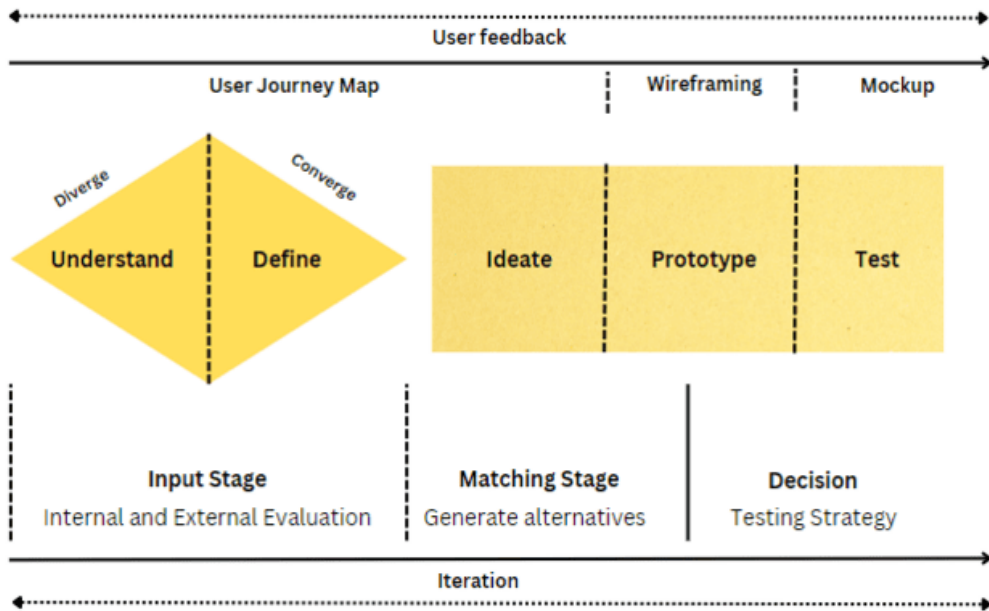 User feedback
User Journey Map
Wireframing
Mockup
Diverge
Converge
Understand
Define
Ideate
Prototype
Test
Input Stage
Internal and External Evaluation
Matching Stage
Generate alternatives
Decision
Testing Strategy
Iteration